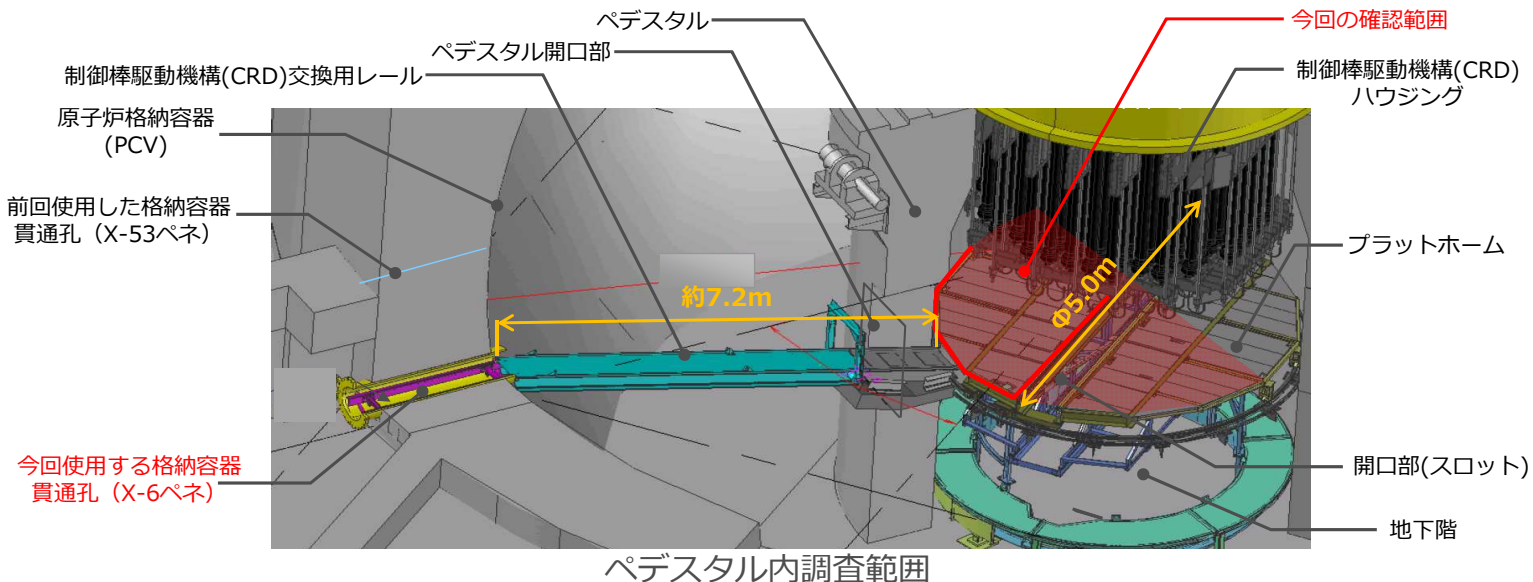 ペデスタル
今回の確認範囲
ペデスタル開口部
制御棒駆動機構(CRD)
ハウジング
制御棒駆動機構(CRD)交換用レール
原子炉格納容器
(PCV)
前回使用した格納容器
貫通孔（X-53ペネ）
プラットホーム
約7.2m
Φ5.0m
今回使用する格納容器
貫通孔（X-6ペネ）
開口部(スロット)
地下階
ペデスタル内調査範囲